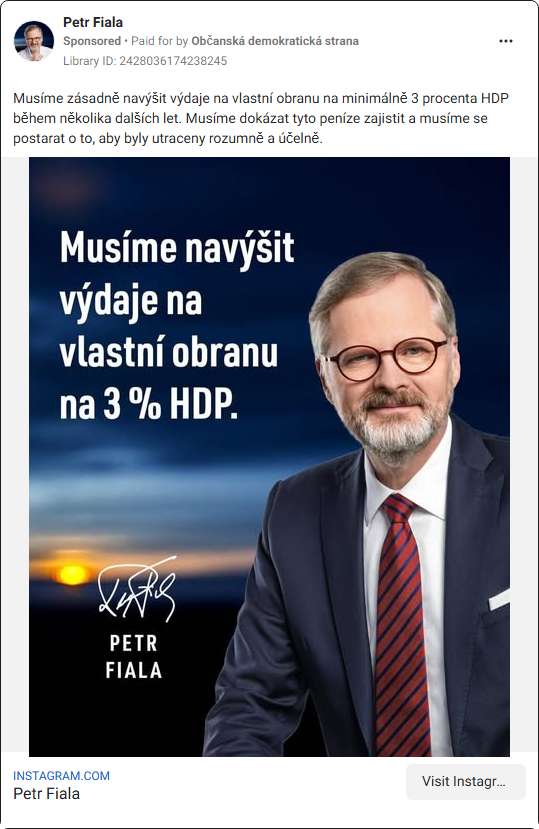 Petr Fiala
Sponsored • Paid for by Občanská demokratická strana
Library ID: 2428036174238245
Musíme zásadně navýšit výdaje na vlastní obranu na minimálně 3 procenta HDP
během několika dalších let. Musíme dokázat tyto peníze zajistit a musíme se
postarat o to, aby byly utraceny rozumně a účelně.
Musíme navýšit
výdaje na
vlastní obranu
na 3 % HDP.
PETR
FIALA
INSTAGRAM.COM
Petr Fiala
Visit Instagr...